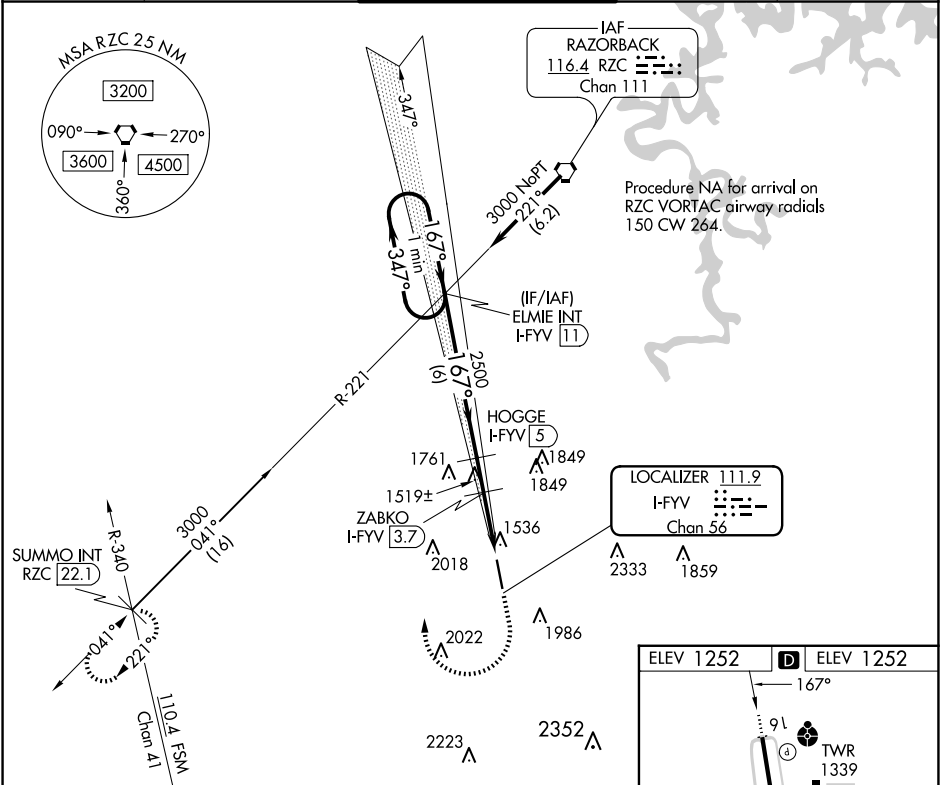 MSA RZC 25 NM
3200
090°
270°
3600
4500
360°
IAF
RAZORBACK
116.4 RZC
Chan 111
347°
3000 NoPT
221°
(6.2)
Procedure NA for arrival on
RZC VORTAC airway radials
150 CW 264.
167°
1 min
347°
(IF/IAF)
ELMIE INT
I-FYV 11
2500
167°
(6)
R-221
HOGGE
I-FYV 5
1761
1849
1849
1519±
ZABKO
I-FYV 3.7
1536
2018
LOCALIZER 111.9
I-FYV
Chan 56
2333
1859
3000
041°
(16)
R-340
SUMMO INT
RZC 22.1
041°
221°
2022
1986
110.4 FSM
Chan 41
2223
2352
ELEV 1252
D
ELEV 1252
167°
16
P
TWR
1339